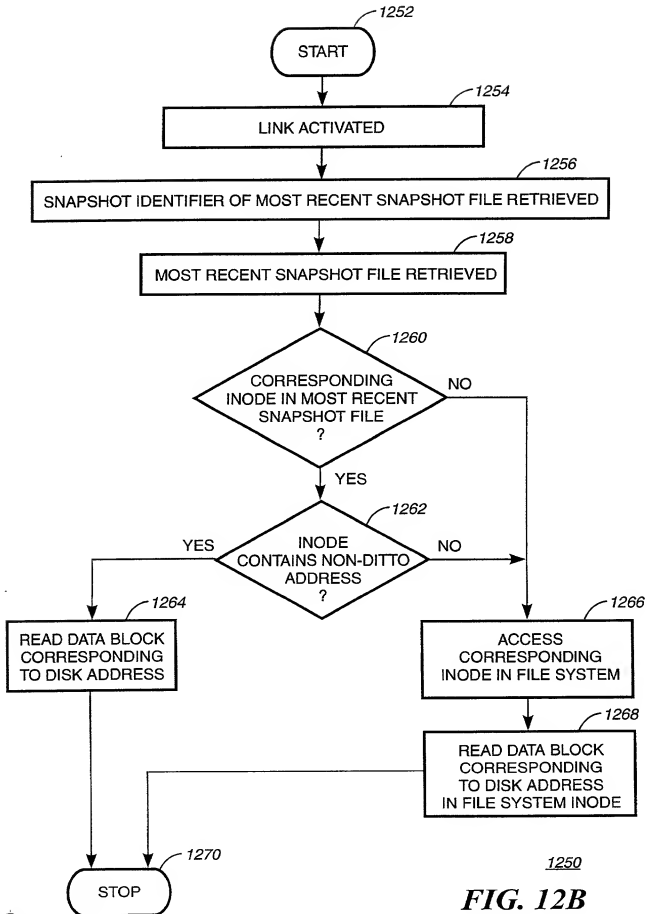 1252
START
1254
LINK ACTIVATED
1256
SNAPSHOT IDENTIFIER OF MOST RECENT SNAPSHOT FILE RETRIEVED
1258
MOST RECENT SNAPSHOT FILE RETRIEVED
1260
CORRESPONDING
INODE IN MOST RECENT
SNAPSHOT FILE
?
NO
YES
1262
INODE
CONTAINS NON-DITTO
ADDRESS
?
YES
NO
1264
READ DATA BLOCK
CORRESPONDING
TO DISK ADDRESS
1266
ACCESS
CORRESPONDING
INODE IN FILE SYSTEM
1268
READ DATA BLOCK
CORRESPONDING
TO DISK ADDRESS
IN FILE SYSTEM INODE
1270
STOP
1250
FIG. 12B